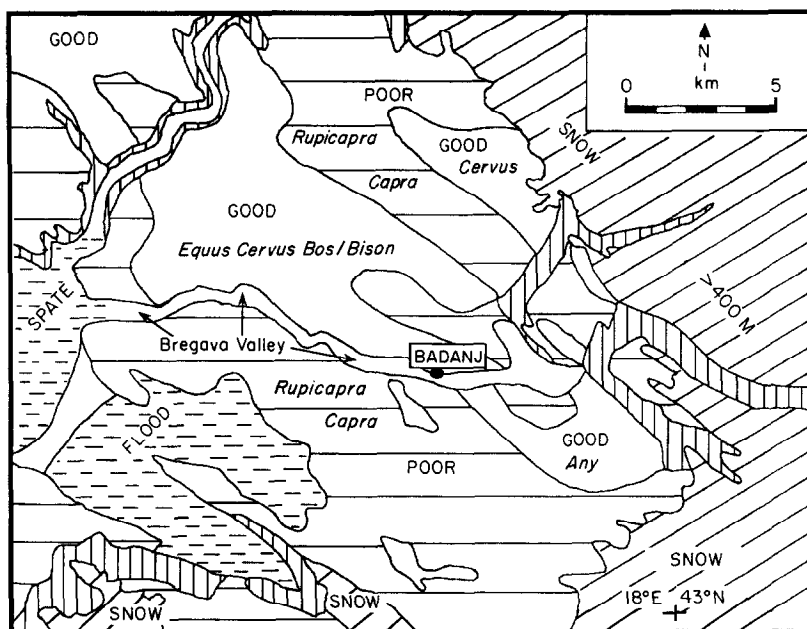 GOOD
N
km
0 5
POOR
Rupicapra
GOOD
Cervus
SNOW
Capra
GOOD
Equus Cervus Bos/Bison
SPATE
>400 M
Bregava Valley
BADANJ
Rupicapra
Capra
FLOOD
GOOD
Any
POOR
SNOW
SNOW
SNOW
18°E 43°N